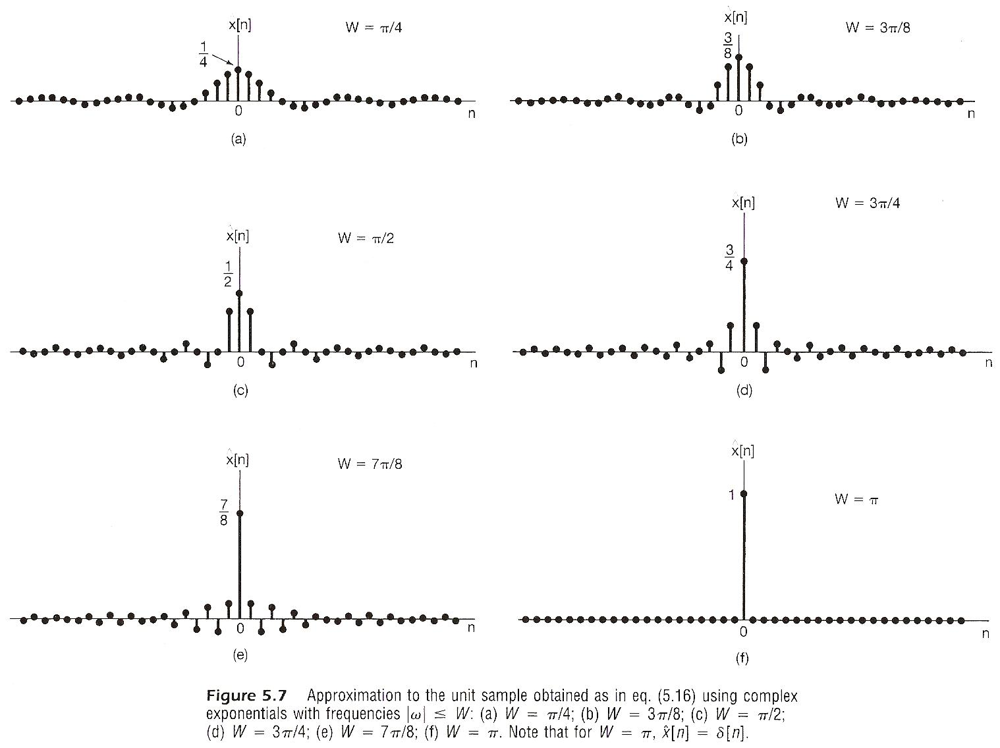 x̂[n]
W = π/4
1/4
0
n
(a)
x̂[n]
W = 3π/8
3/8
0
n
(b)
x̂[n]
W = π/2
1/2
0
n
(c)
x̂[n]
W = 3π/4
3/4
0
n
(d)
x̂[n]
W = 7π/8
7/8
0
n
(e)
x̂[n]
W = π
1
0
n
(f)
Figure 5.7 Approximation to the unit sample obtained as in eq. (5.16) using complex
exponentials with frequencies |ω| ≤ W: (a) W = π/4; (b) W = 3π/8; (c) W = π/2;
(d) W = 3π/4; (e) W = 7π/8; (f) W = π. Note that for W = π, x̂[n] = δ[n].